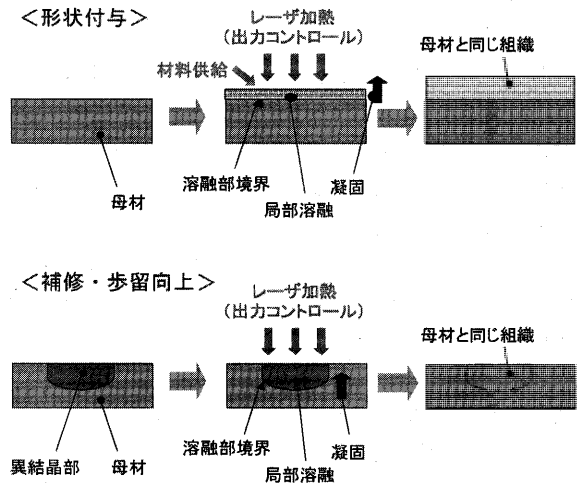 ＜形状付与＞
レーザ加熱
(出力コントロール)
材料供給
母材と同じ組織
母材
溶融部境界
局部溶融
凝固
＜補修・歩留向上＞
レーザ加熱
(出力コントロール)
母材と同じ組織
異結晶部
母材
溶融部境界
局部溶融
凝固